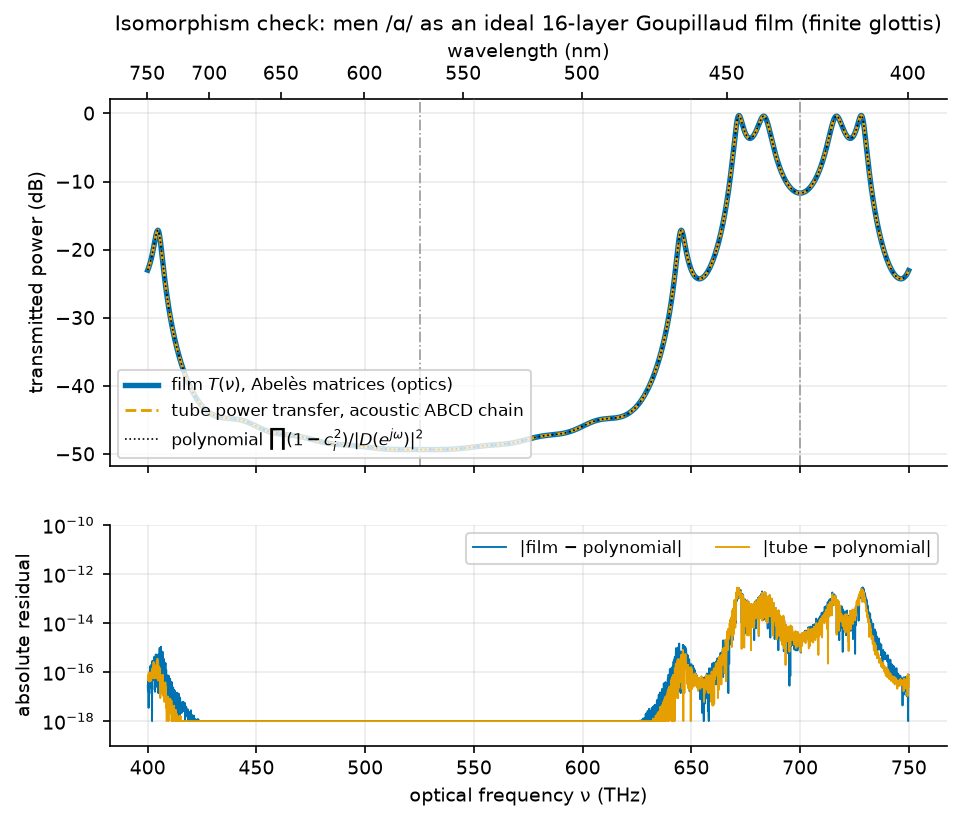 Isomorphism check: men /ɑ/ as an ideal 16-layer Goupillaud film (finite glottis)
wavelength (nm)
750 700 650 600 550 500 450 400
transmitted power (dB)
0
−10
−20
−30
−40
−50
film T(ν), Abelès matrices (optics)
tube power transfer, acoustic ABCD chain
polynomial ∏(1 − c_i^2)/|D(e^{jω})|^2
absolute residual
10^−10
10^−12
10^−14
10^−16
10^−18
|film − polynomial| |tube − polynomial|
400 450 500 550 600 650 700 750
optical frequency ν (THz)